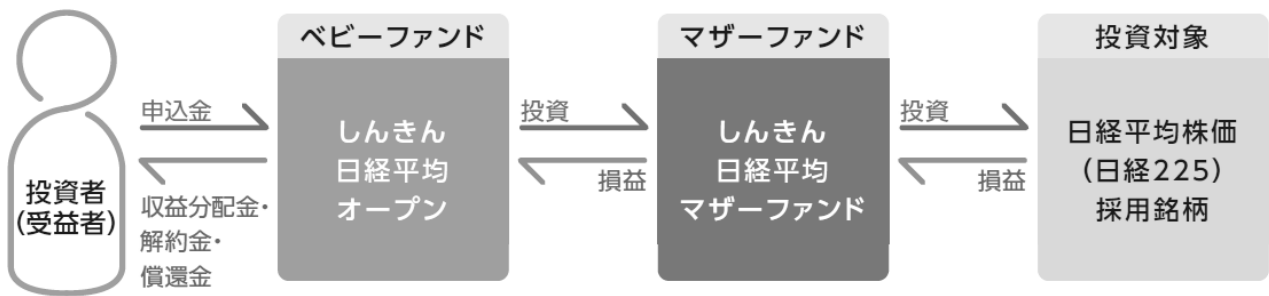 投資者
(受益者)
申込金
収益分配金・
解約金・
償還金
ベビーファンド
しんきん
日経平均
オープン
投資
損益
マザーファンド
しんきん
日経平均
マザーファンド
投資
損益
投資対象
日経平均株価
(日経225)
採用銘柄